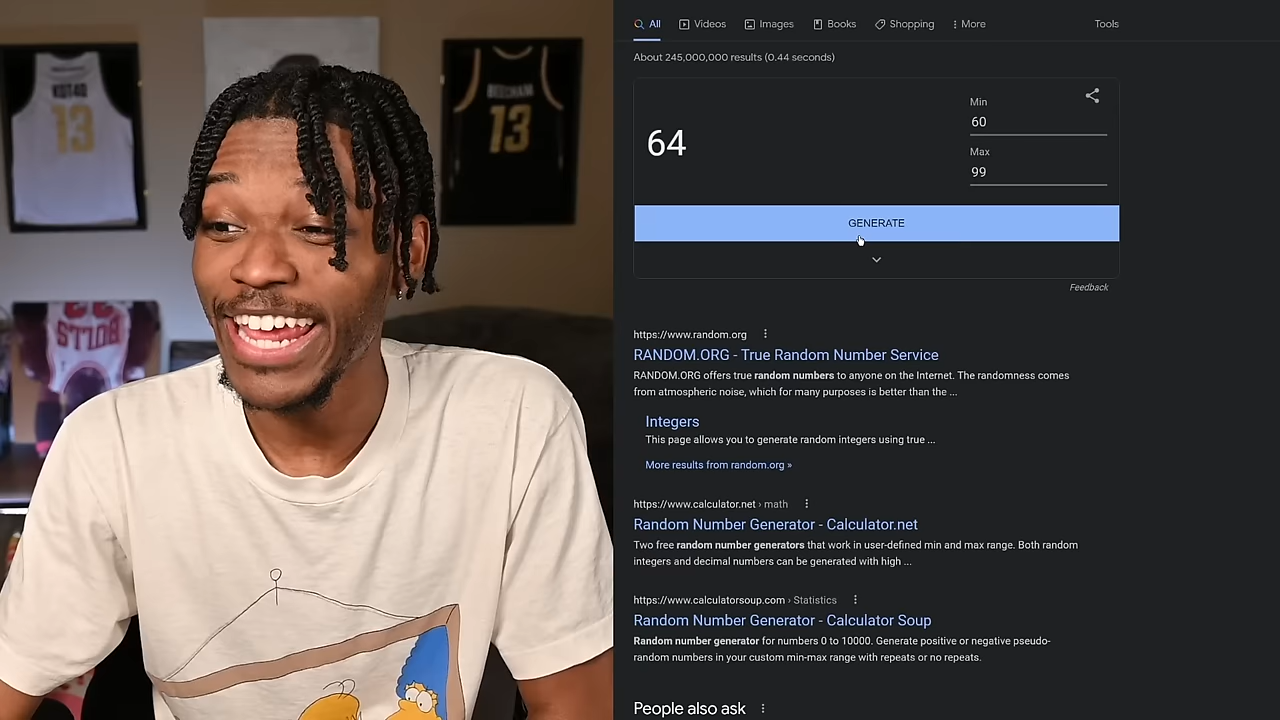 KOT4Q
13
BEECHAM
13
All
Videos
Images
Books
Shopping
More
Tools
About 245,000,000 results (0.44 seconds)
64
Min
60
Max
99
GENERATE
Feedback
https://www.random.org
RANDOM.ORG - True Random Number Service
RANDOM.ORG offers true random numbers to anyone on the Internet. The randomness comes
from atmospheric noise, which for many purposes is better than the ...
Integers
This page allows you to generate random integers using true ...
More results from random.org »
https://www.calculator.net › math
Random Number Generator - Calculator.net
Two free random number generators that work in user-defined min and max range. Both random
integers and decimal numbers can be generated with high ...
https://www.calculatorsoup.com › Statistics
Random Number Generator - Calculator Soup
Random number generator for numbers 0 to 10000. Generate positive or negative pseudo-
random numbers in your custom min-max range with repeats or no repeats.
People also ask